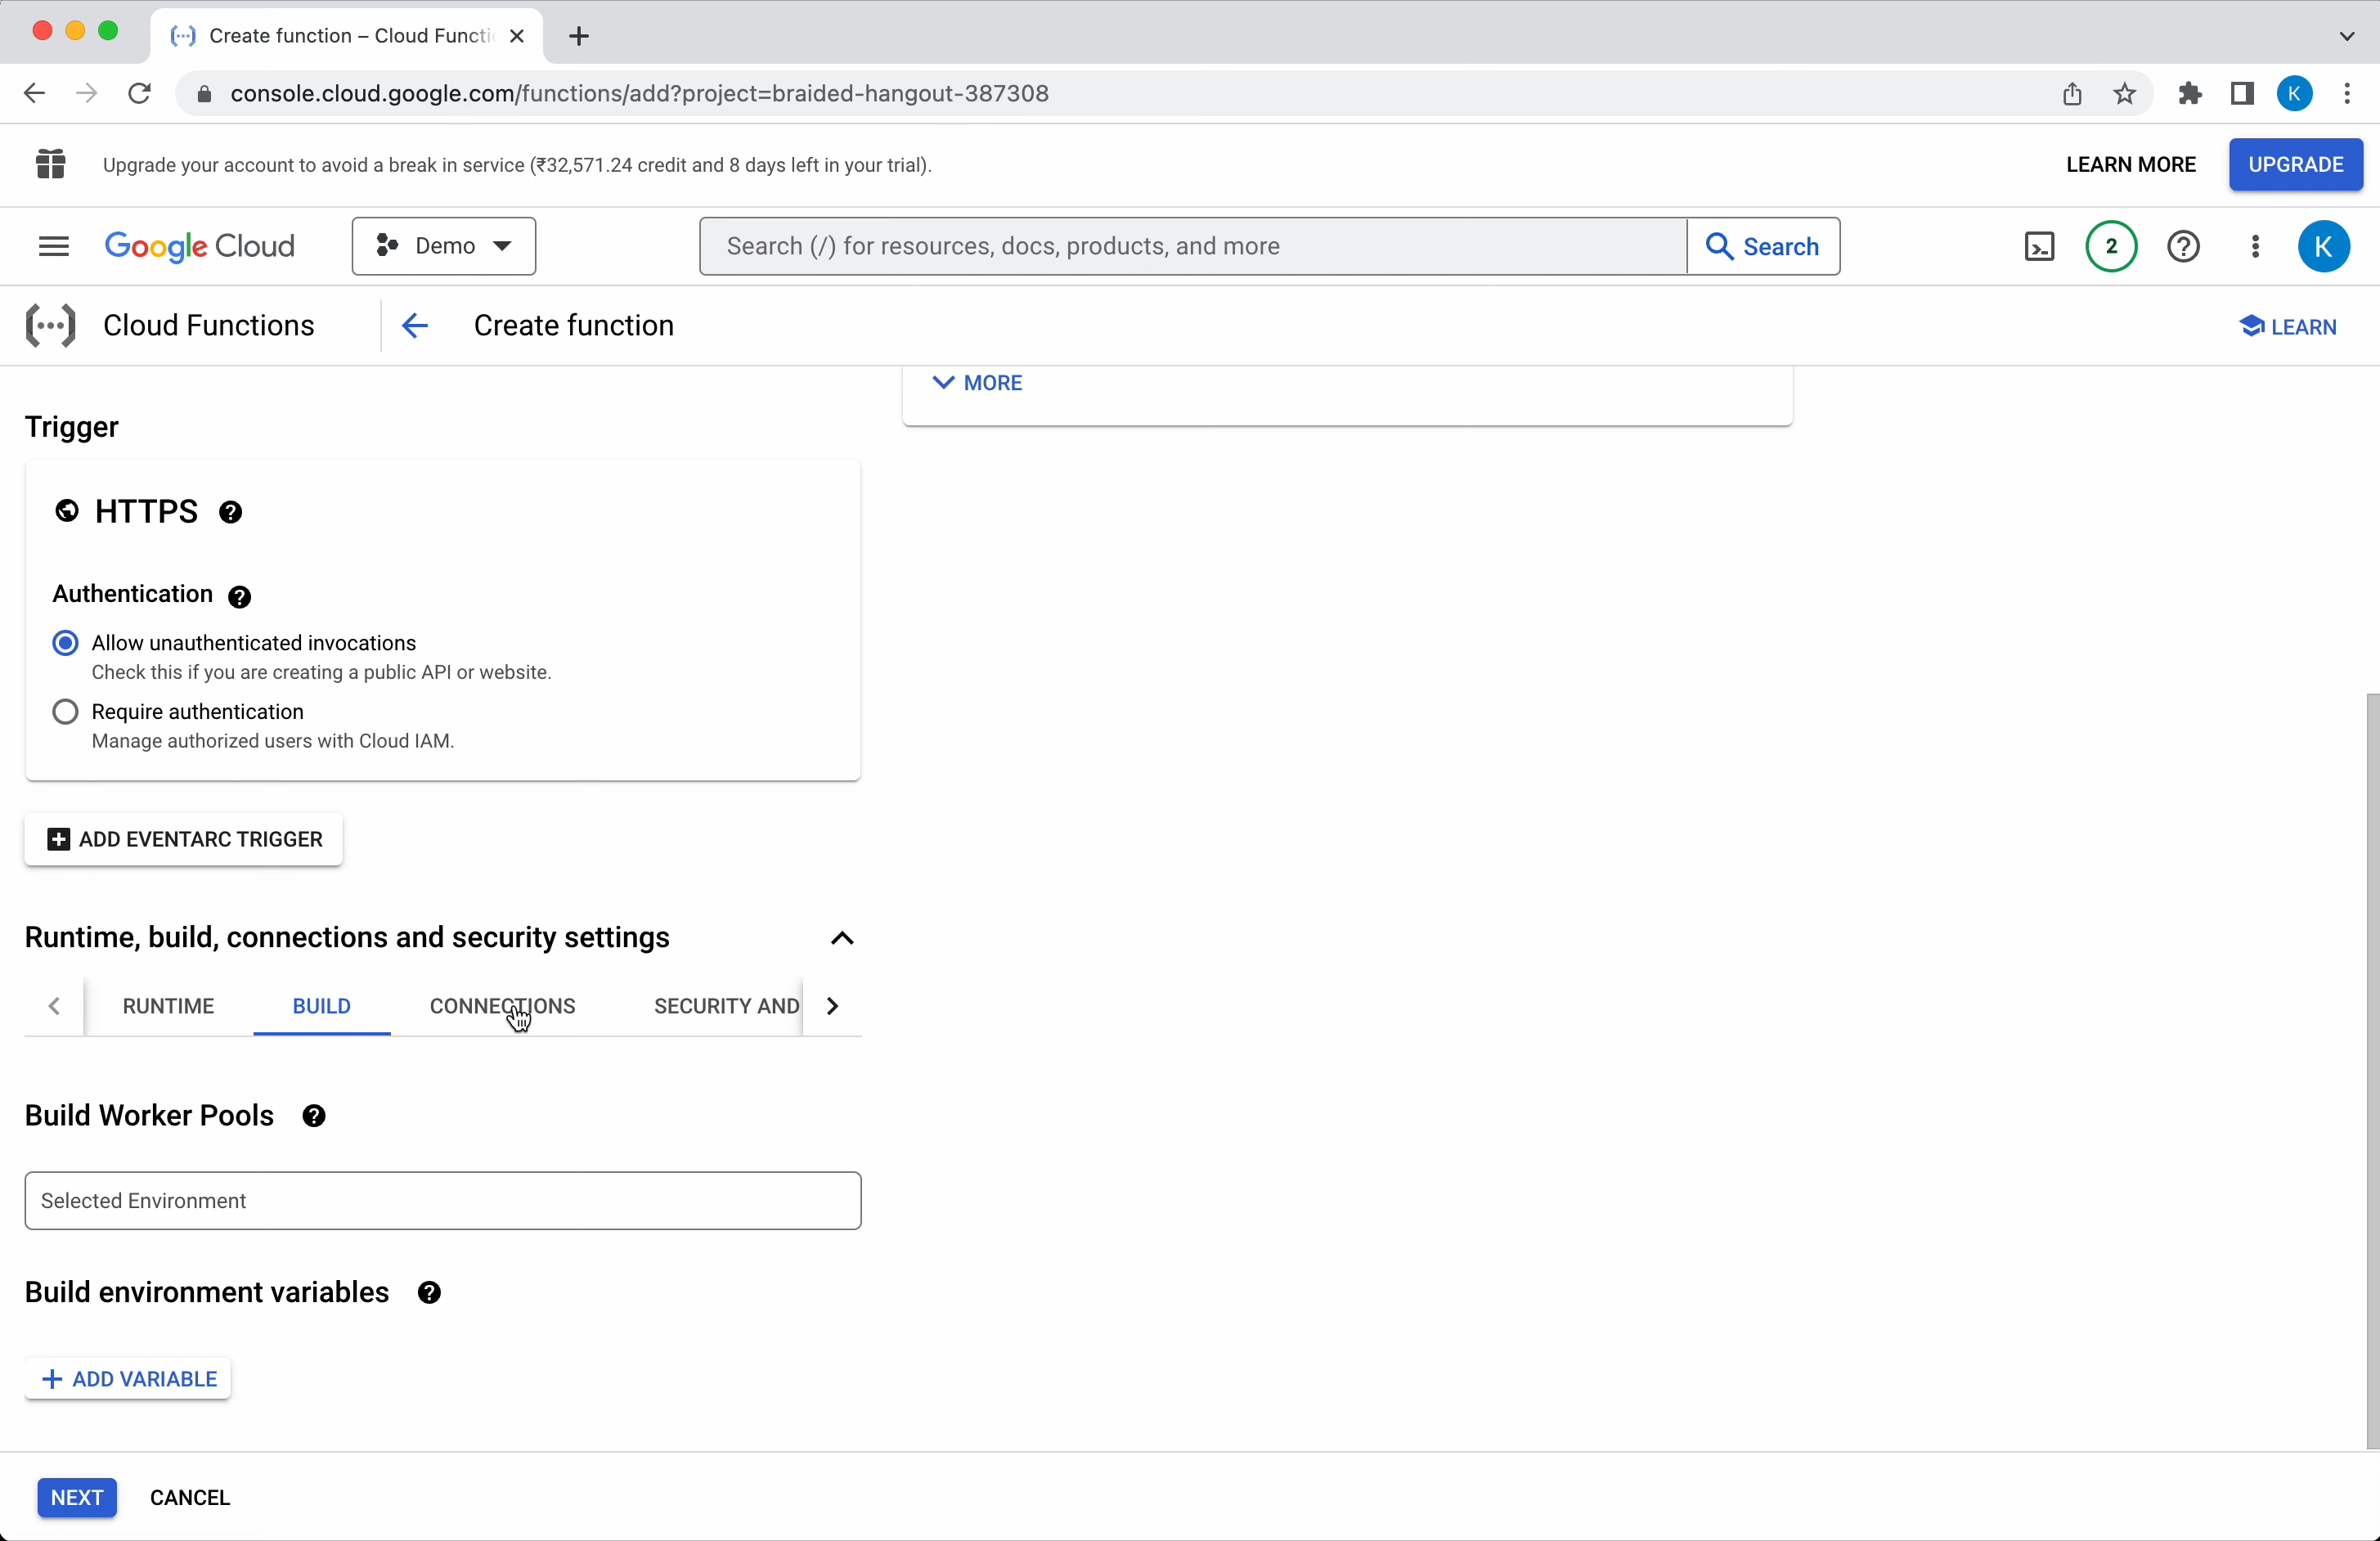 Create function – Cloud Functi
console.cloud.google.com/functions/add?project=braided-hangout-387308
K
Upgrade your account to avoid a break in service (₹32,571.24 credit and 8 days left in your trial).
LEARN MORE
UPGRADE
Google Cloud
Demo
Search (/) for resources, docs, products, and more
Search
2
K
Cloud Functions
Create function
LEARN
MORE
Trigger
HTTPS
Authentication
Allow unauthenticated invocations
Check this if you are creating a public API or website.
Require authentication
Manage authorized users with Cloud IAM.
ADD EVENTARC TRIGGER
Runtime, build, connections and security settings
RUNTIME
BUILD
CONNECTIONS
SECURITY AND
Build Worker Pools
Selected Environment
Build environment variables
ADD VARIABLE
NEXT
CANCEL